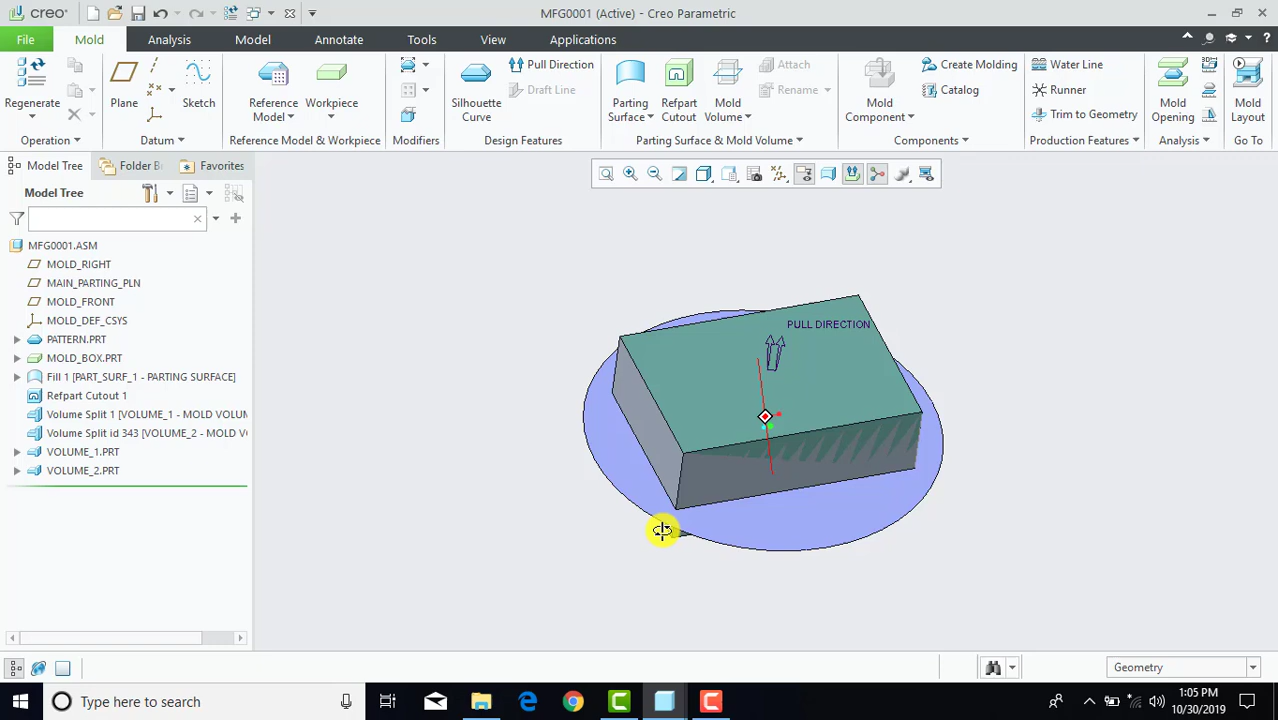 creo
MFG0001 (Active) - Creo Parametric
File
Mold
Analysis
Model
Annotate
Tools
View
Applications
Regenerate
Plane
Sketch
Reference
Model
Workpiece
Silhouette
Curve
Pull Direction
Draft Line
Parting
Surface
Refpart
Cutout
Mold
Volume
Attach
Rename
Mold
Component
Create Molding
Catalog
Water Line
Runner
Trim to Geometry
Mold
Opening
Mold
Layout
Operation
Datum
Reference Model & Workpiece
Modifiers
Design Features
Parting Surface & Mold Volume
Components
Production Features
Analysis
Go To
Model Tree
Folder B
Favorites
Model Tree
MFG0001.ASM
MOLD_RIGHT
MAIN_PARTING_PLN
MOLD_FRONT
MOLD_DEF_CSYS
PATTERN.PRT
MOLD_BOX.PRT
Fill 1 [PART_SURF_1 - PARTING SURFACE]
Refpart Cutout 1
Volume Split 1 [VOLUME_1 - MOLD VOLUM
Volume Split id 343 [VOLUME_2 - MOLD VO
VOLUME_1.PRT
VOLUME_2.PRT
PULL DIRECTION
Geometry
Type here to search
1:05 PM
10/30/2019